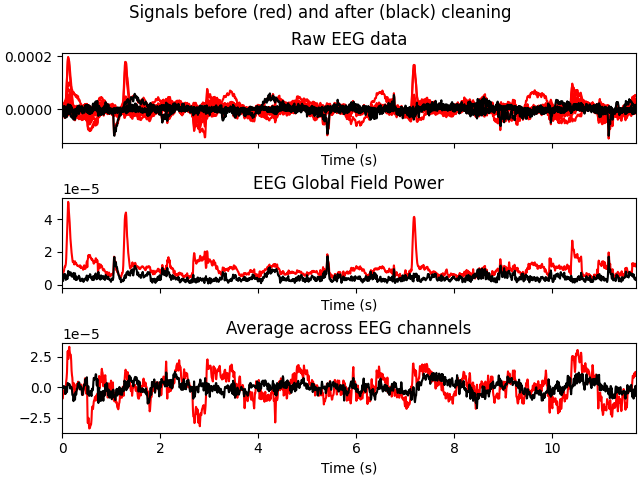 Signals before (red) and after (black) cleaning
Raw EEG data
0.0002
0.0000
Time (s)
EEG Global Field Power
1e−5
4
2
0
Time (s)
Average across EEG channels
1e−5
2.5
0.0
−2.5
0 2 4 6 8 10
Time (s)